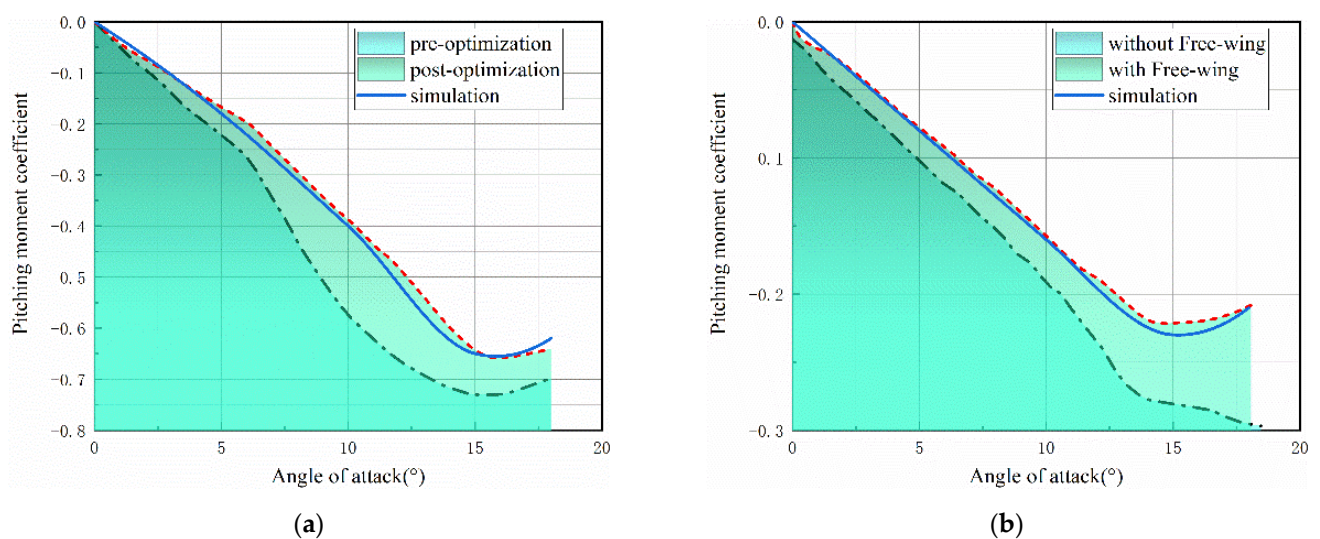 0.0
-0.1
-0.2
-0.3
-0.4
0.5
-0.6
-0.7
-0.8
0
5
10
15
20
Pitching moment coefficient
Angle of attack(°)
pre-optimization
post-optimization
simulation
(a)
0.0
0.1
-0.2
-0.3
0
5
10
15
20
Pitching moment coefficient
Angle of attack(°)
without Free-wing
with Free-wing
simulation
(b)